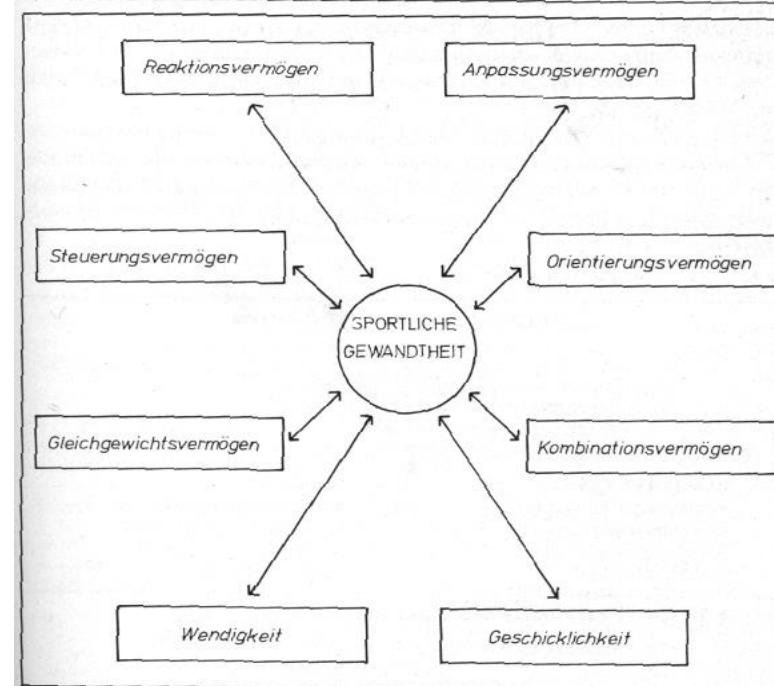 Reaktionsvermögen
Anpassungsvermögen
Steuerungsvermögen
Orientierungsvermögen
SPORTLICHE
GEWANDTHEIT
Gleichgewichtsvermögen
Kombinationsvermögen
Wendigkeit
Geschicklichkeit